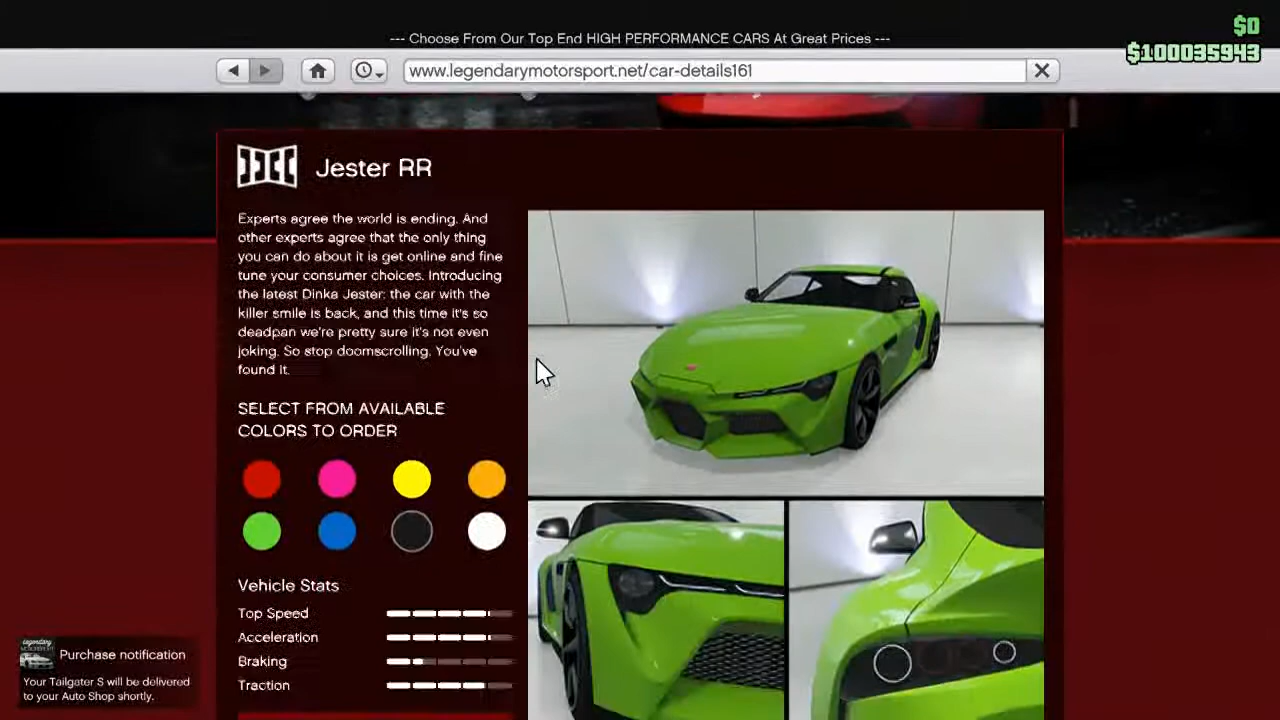 $0
--- Choose From Our Top End HIGH PERFORMANCE CARS At Great Prices ---
$100035943
www.legendarymotorsport.net/car-details161
Jester RR
Experts agree the world is ending. And
other experts agree that the only thing
you can do about it is get online and fine
tune your consumer choices. Introducing
the latest Dinka Jester: the car with the
killer smile is back, and this time it's so
deadpan we're pretty sure it's not even
joking. So stop doomscrolling. You've
found it.
SELECT FROM AVAILABLE
COLORS TO ORDER
Vehicle Stats
Top Speed
Acceleration
Braking
Traction
Legendary
MOTORSPORT
Purchase notification
Your Tailgater S will be delivered
to your Auto Shop shortly.